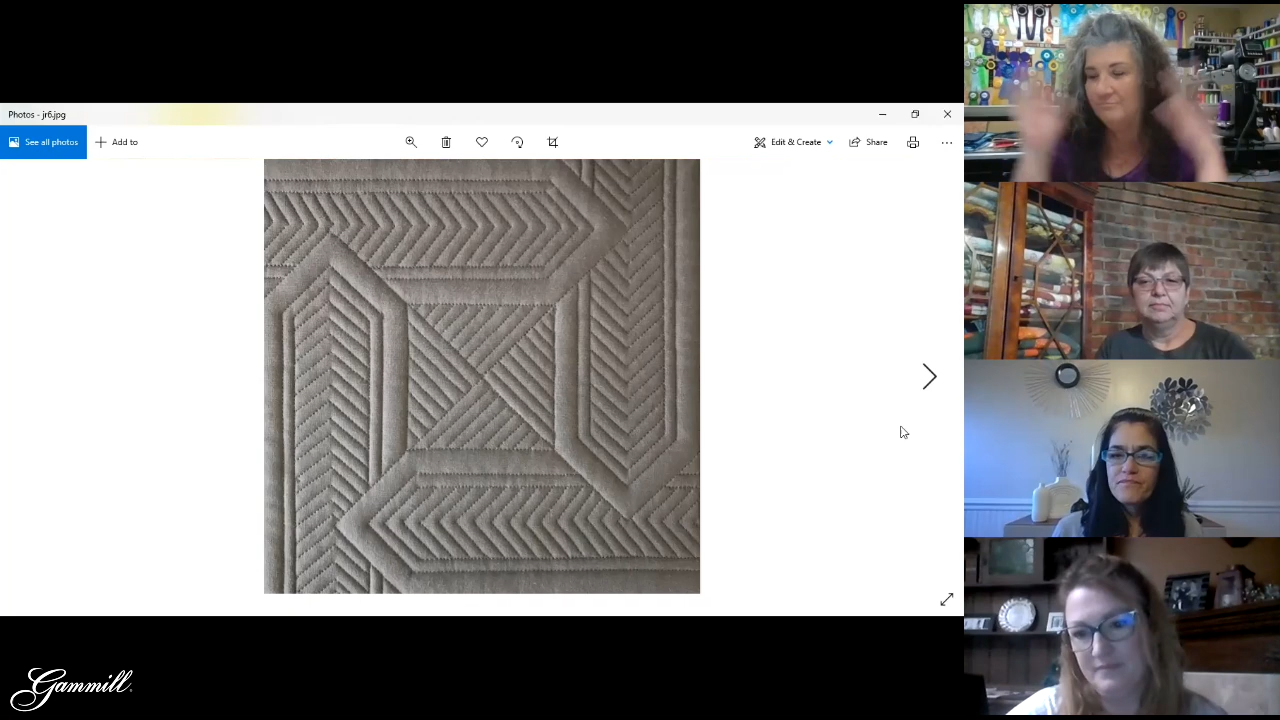 Photos - jr6.jpg
See all photos
Add to
Edit & Create
Share
Gammill